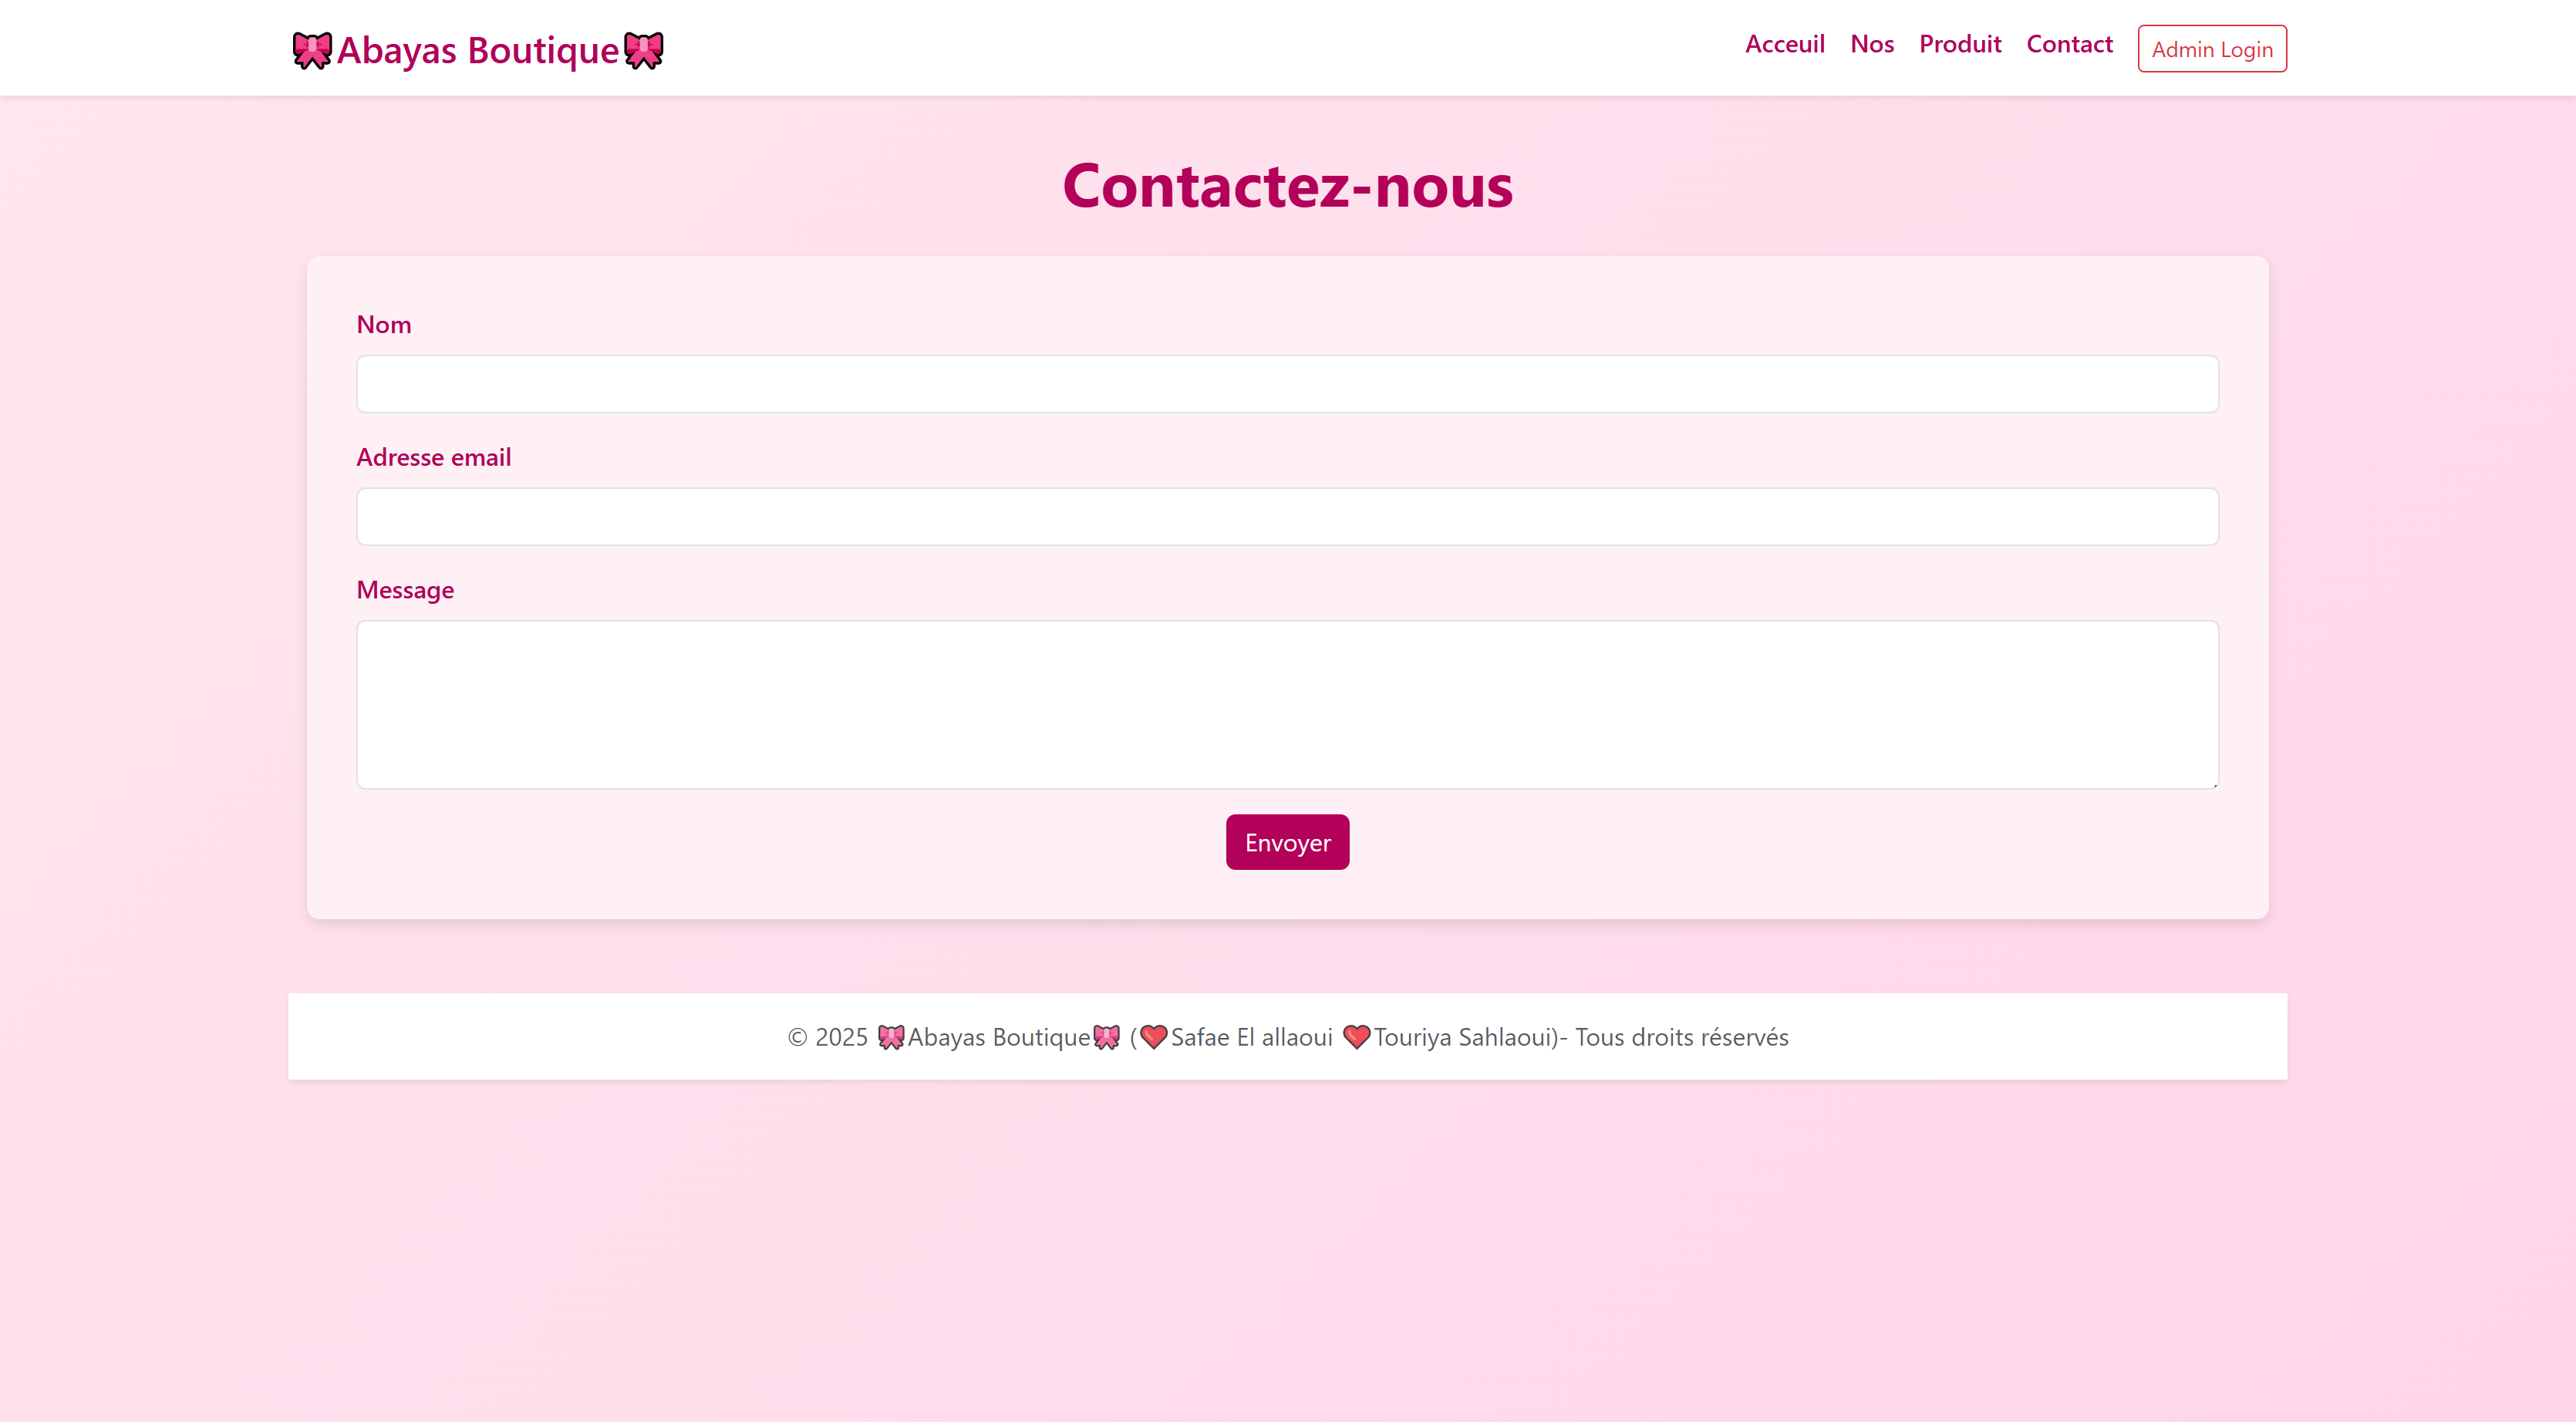 🎀Abayas Boutique🎀
Acceuil Nos Produit Contact Admin Login
Contactez-nous
Nom
Adresse email
Message
Envoyer
© 2025 🎀Abayas Boutique🎀 (❤️Safae El allaoui ❤️Touriya Sahlaoui)- Tous droits réservés